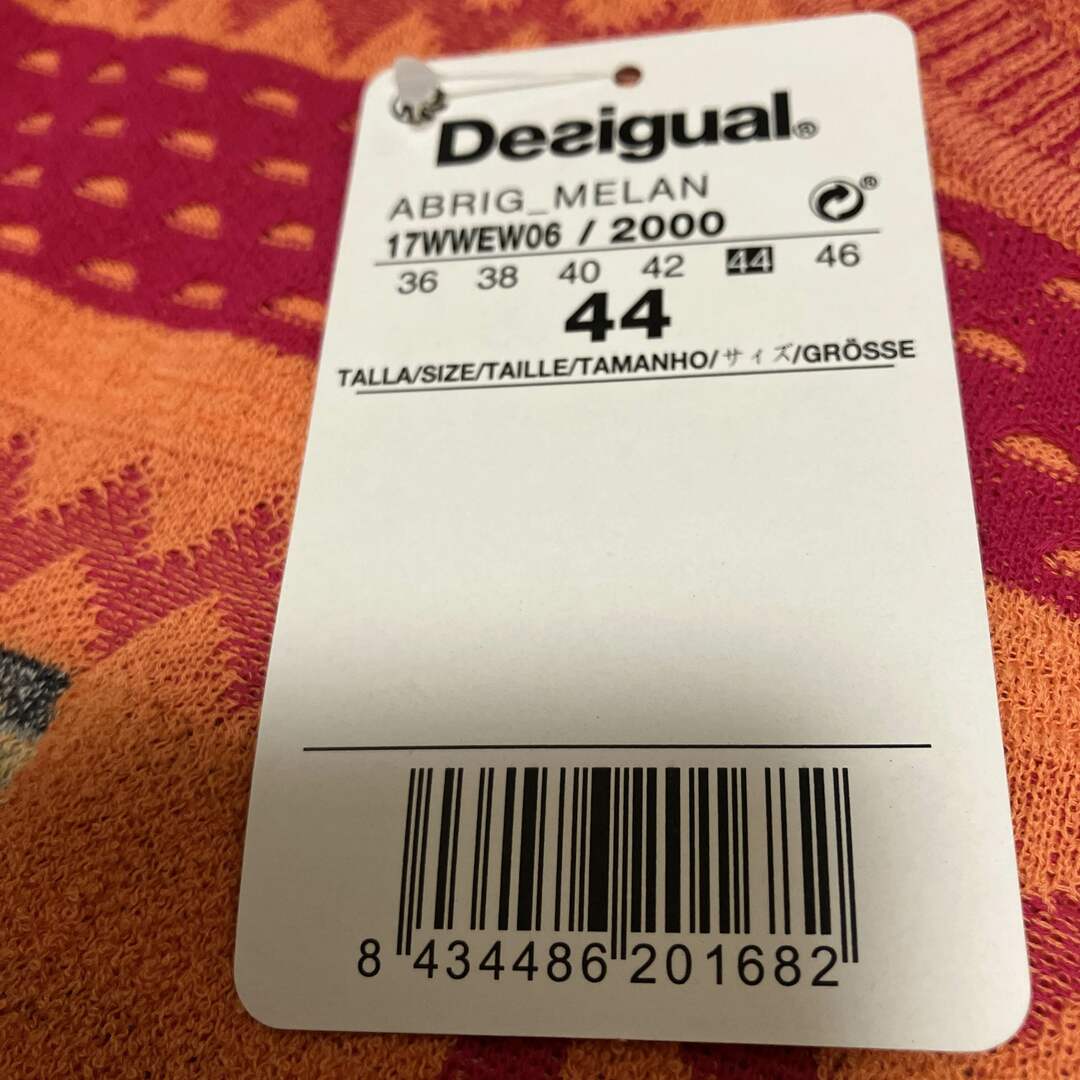 Desigual®
ABRIG_MELAN
17WWEW06 / 2000
36 38 40 42 44 46
44
TALLA/SIZE/TAILLE/TAMANHO/サイズ/GRÖSSE
8 434486 201682